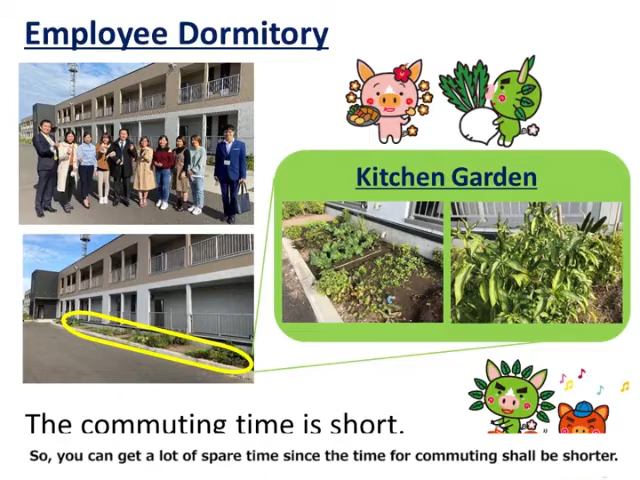 Employee Dormitory
Kitchen Garden
The commuting time is short.
So, you can get a lot of spare time since the time for commuting shall be shorter.